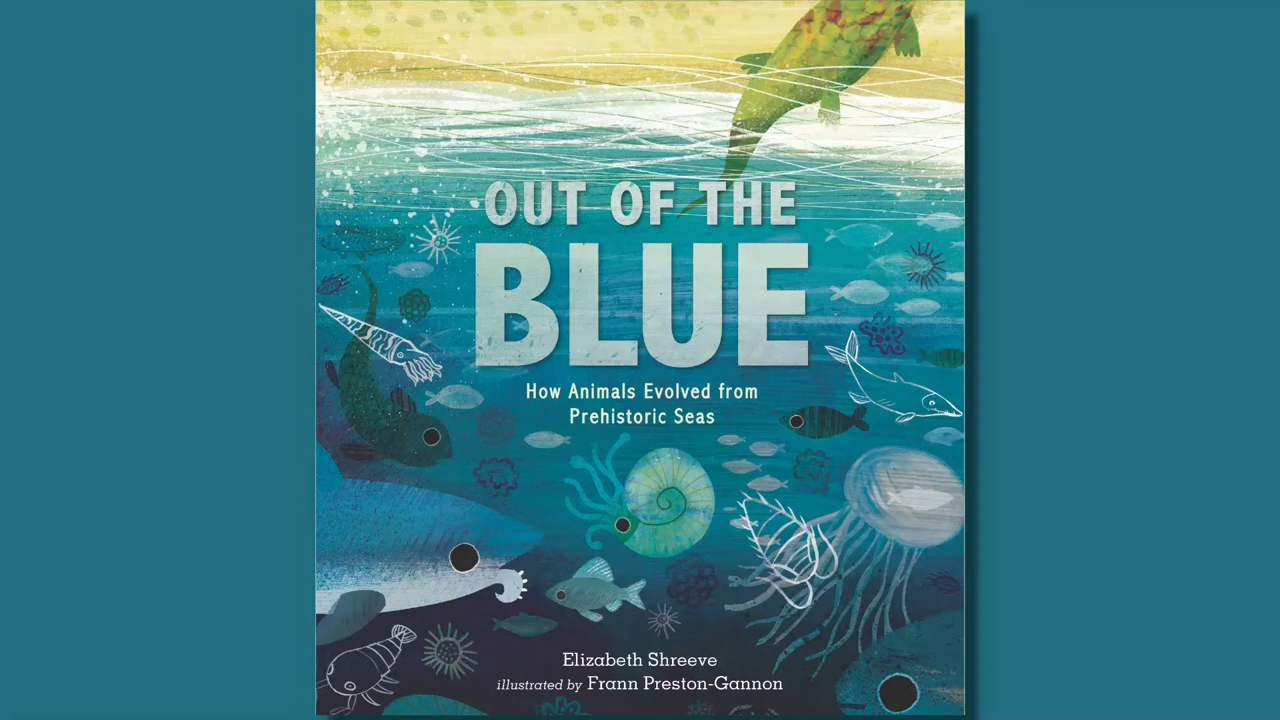 OUT OF THE
BLUE
How Animals Evolved from
Prehistoric Seas
Elizabeth Shreeve
illustrated by Frann Preston-Gannon